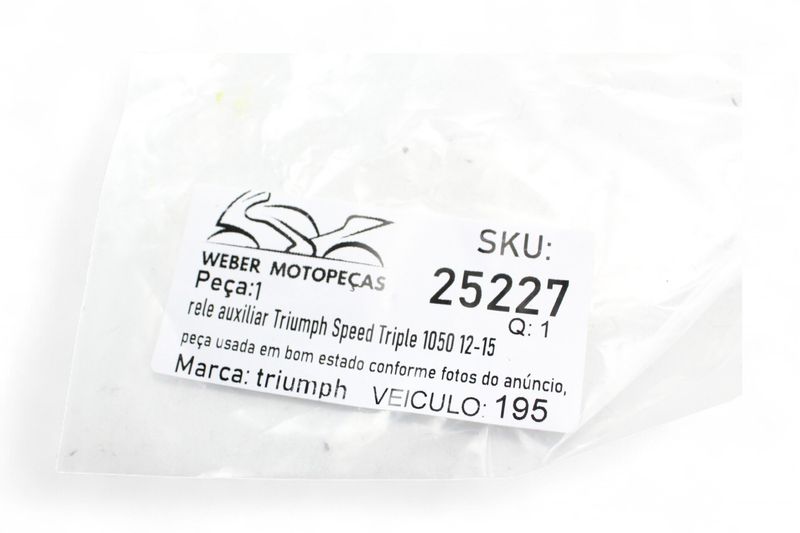 WEBER MOTOPEÇAS
SKU:
25227
Peça:1
Q: 1
rele auxiliar Triumph Speed Triple 1050 12-15
peça usada em bom estado conforme fotos do anúncio,
Marca: triumph VEICULO: 195